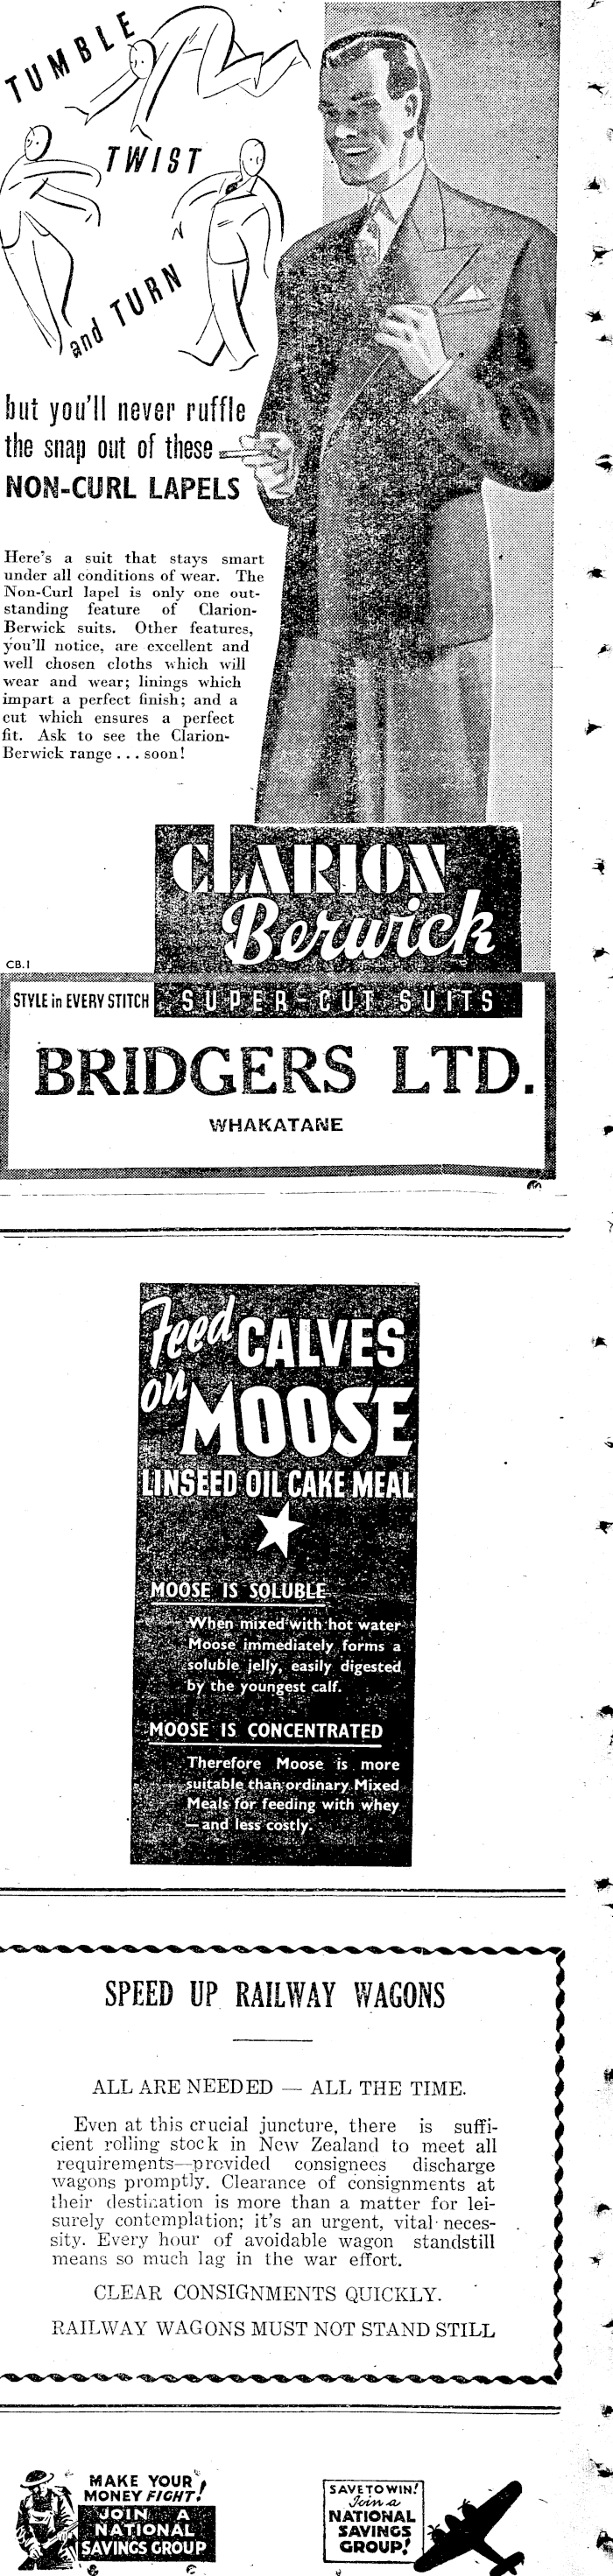 TUMBLE
TWIST
and TURN
but you'll never ruffle
the snap out of these
NON-CURL LAPELS
Here's a suit that stays smart
under all conditions of wear. The
Non-Curl lapel is only one out-
standing feature of Clarion-
Berwick suits. Other features,
you'll notice, are excellent and
well chosen cloths which will
wear and wear; linings which
impart a perfect finish; and a
cut which ensures a perfect
fit. Ask to see the Clarion-
Berwick range . . . soon!
CLARION
Berwick
CB.1
STYLE in EVERY STITCH
SUPER-CUT SUITS
BRIDGERS LTD.
WHAKATANE
Feed CALVES
on MOOSE
LINSEED OIL CAKE MEAL
MOOSE IS SOLUBLE
When mixed with hot water
Moose immediately forms a
soluble jelly, easily digested
by the youngest calf.
MOOSE IS CONCENTRATED
Therefore Moose is more
suitable than ordinary Mixed
Meals for feeding with whey
—and less costly.
SPEED UP RAILWAY WAGONS
ALL ARE NEEDED — ALL THE TIME.
Even at this crucial juncture, there is suffi-
cient rolling stock in New Zealand to meet all
requirements—provided consignees discharge
wagons promptly. Clearance of consignments at
their destination is more than a matter for lei-
surely contemplation; it's an urgent, vital neces-
sity. Every hour of avoidable wagon standstill
means so much lag in the war effort.
CLEAR CONSIGNMENTS QUICKLY.
RAILWAY WAGONS MUST NOT STAND STILL
MAKE YOUR
MONEY FIGHT!
JOIN A
NATIONAL
SAVINGS GROUP
SAVE TO WIN!
Join a
NATIONAL
SAVINGS
GROUP!